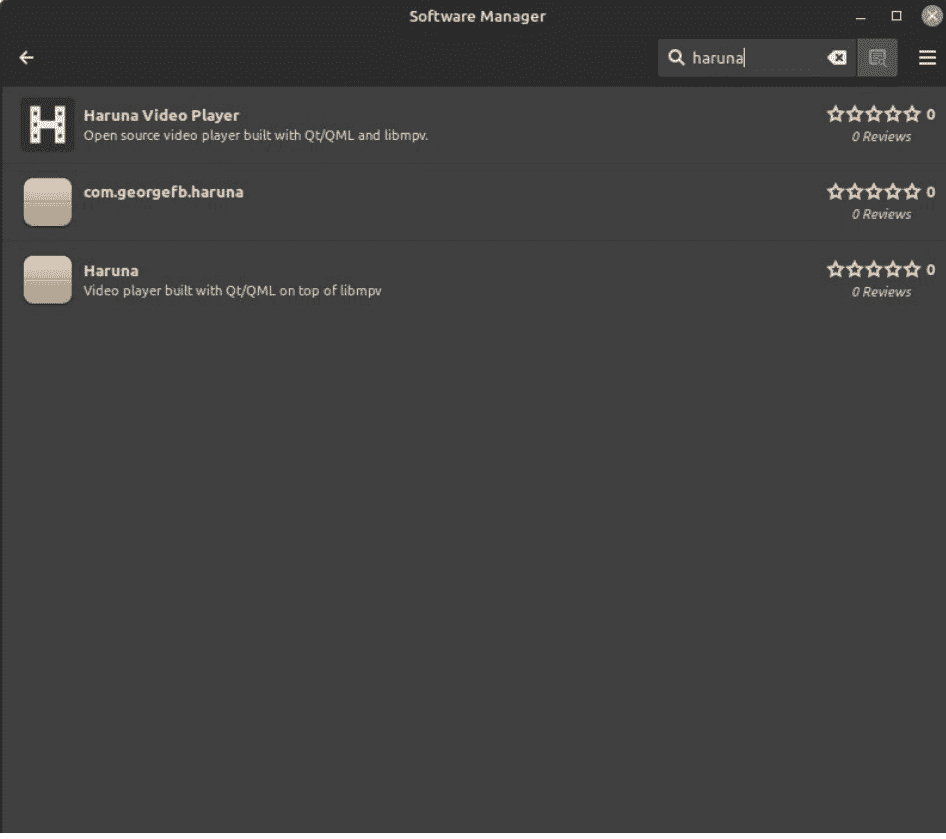 Software Manager
haruna
Haruna Video Player
Open source video player built with Qt/QML and libmpv.
0
0 Reviews
com.georgefb.haruna
0
0 Reviews
Haruna
Video player built with Qt/QML on top of libmpv
0
0 Reviews